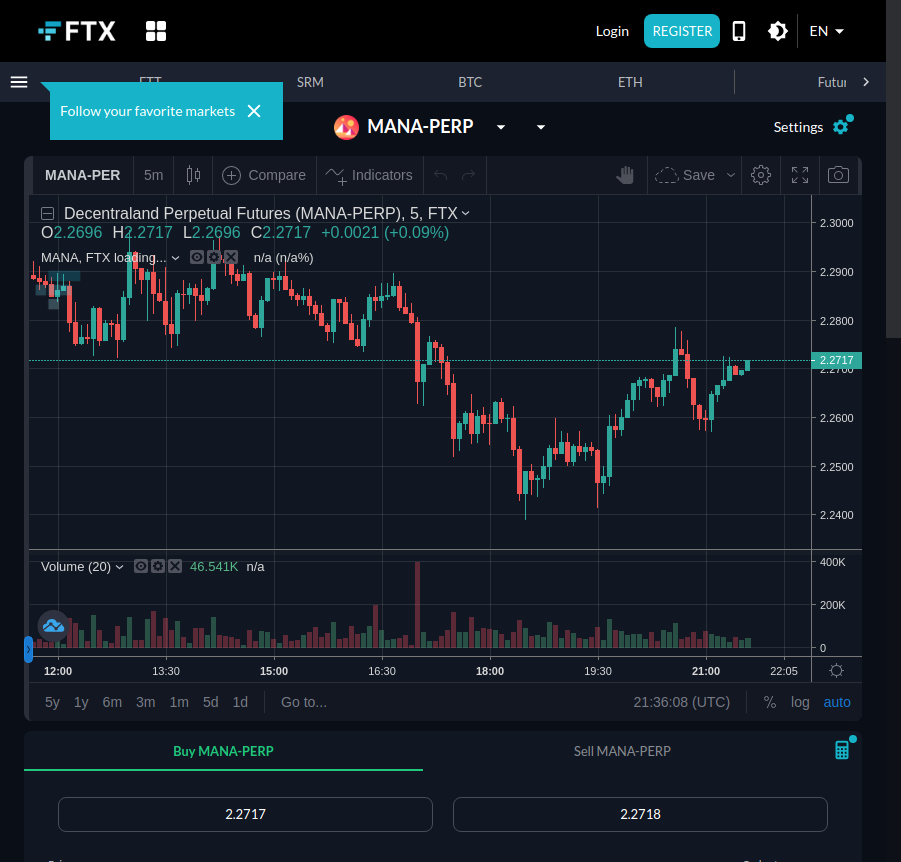 FTX
Login
REGISTER
EN
FTT
SRM
BTC
ETH
Futur
Follow your favorite markets
MANA-PERP
Settings
MANA-PER
5m
Compare
Indicators
Save
Decentraland Perpetual Futures (MANA-PERP), 5, FTX
O2.2696 H2.2717 L2.2696 C2.2717 +0.0021 (+0.09%)
MANA, FTX loading... n/a (n/a%)
2.3000
2.2900
2.2800
2.2717
2.2700
2.2600
2.2500
2.2400
Volume (20) 46.541K n/a
400K
200K
0
12:00 13:30 15:00 16:30 18:00 19:30 21:00 22:05
5y 1y 6m 3m 1m 5d 1d Go to... 21:36:08 (UTC) % log auto
Buy MANA-PERP
Sell MANA-PERP
2.2717
2.2718